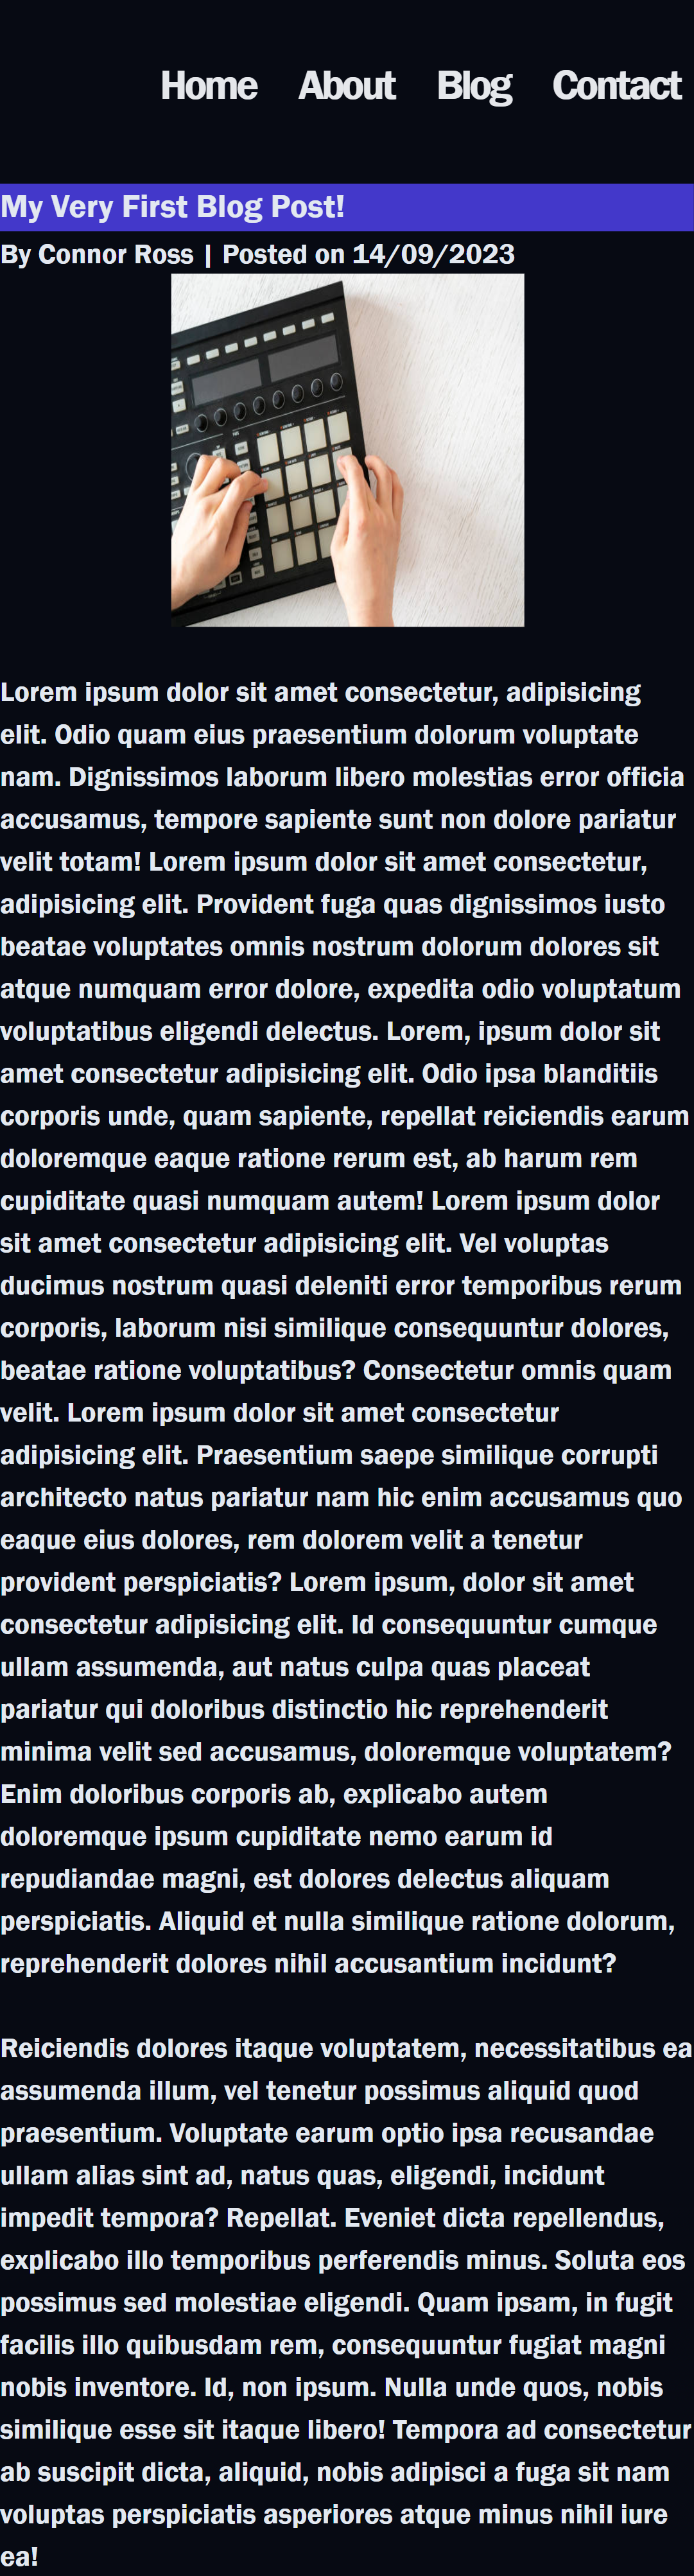 Home About Blog Contact
My Very First Blog Post!
By Connor Ross | Posted on 14/09/2023
Lorem ipsum dolor sit amet consectetur, adipisicing
elit. Odio quam eius praesentium dolorum voluptate
nam. Dignissimos laborum libero molestias error officia
accusamus, tempore sapiente sunt non dolore pariatur
velit totam! Lorem ipsum dolor sit amet consectetur,
adipisicing elit. Provident fuga quas dignissimos iusto
beatae voluptates omnis nostrum dolorum dolores sit
atque numquam error dolore, expedita odio voluptatum
voluptatibus eligendi delectus. Lorem, ipsum dolor sit
amet consectetur adipisicing elit. Odio ipsa blanditiis
corporis unde, quam sapiente, repellat reiciendis earum
doloremque eaque ratione rerum est, ab harum rem
cupiditate quasi numquam autem! Lorem ipsum dolor
sit amet consectetur adipisicing elit. Vel voluptas
ducimus nostrum quasi deleniti error temporibus rerum
corporis, laborum nisi similique consequuntur dolores,
beatae ratione voluptatibus? Consectetur omnis quam
velit. Lorem ipsum dolor sit amet consectetur
adipisicing elit. Praesentium saepe similique corrupti
architecto natus pariatur nam hic enim accusamus quo
eaque eius dolores, rem dolorem velit a tenetur
provident perspiciatis? Lorem ipsum, dolor sit amet
consectetur adipisicing elit. Id consequuntur cumque
ullam assumenda, aut natus culpa quas placeat
pariatur qui doloribus distinctio hic reprehenderit
minima velit sed accusamus, doloremque voluptatem?
Enim doloribus corporis ab, explicabo autem
doloremque ipsum cupiditate nemo earum id
repudiandae magni, est dolores delectus aliquam
perspiciatis. Aliquid et nulla similique ratione dolorum,
reprehenderit dolores nihil accusantium incidunt?
Reiciendis dolores itaque voluptatem, necessitatibus ea
assumenda illum, vel tenetur possimus aliquid quod
praesentium. Voluptate earum optio ipsa recusandae
ullam alias sint ad, natus quas, eligendi, incidunt
impedit tempora? Repellat. Eveniet dicta repellendus,
explicabo illo temporibus perferendis minus. Soluta eos
possimus sed molestiae eligendi. Quam ipsam, in fugit
facilis illo quibusdam rem, consequuntur fugiat magni
nobis inventore. Id, non ipsum. Nulla unde quos, nobis
similique esse sit itaque libero! Tempora ad consectetur
ab suscipit dicta, aliquid, nobis adipisci a fuga sit nam
voluptas perspiciatis asperiores atque minus nihil iure
ea!